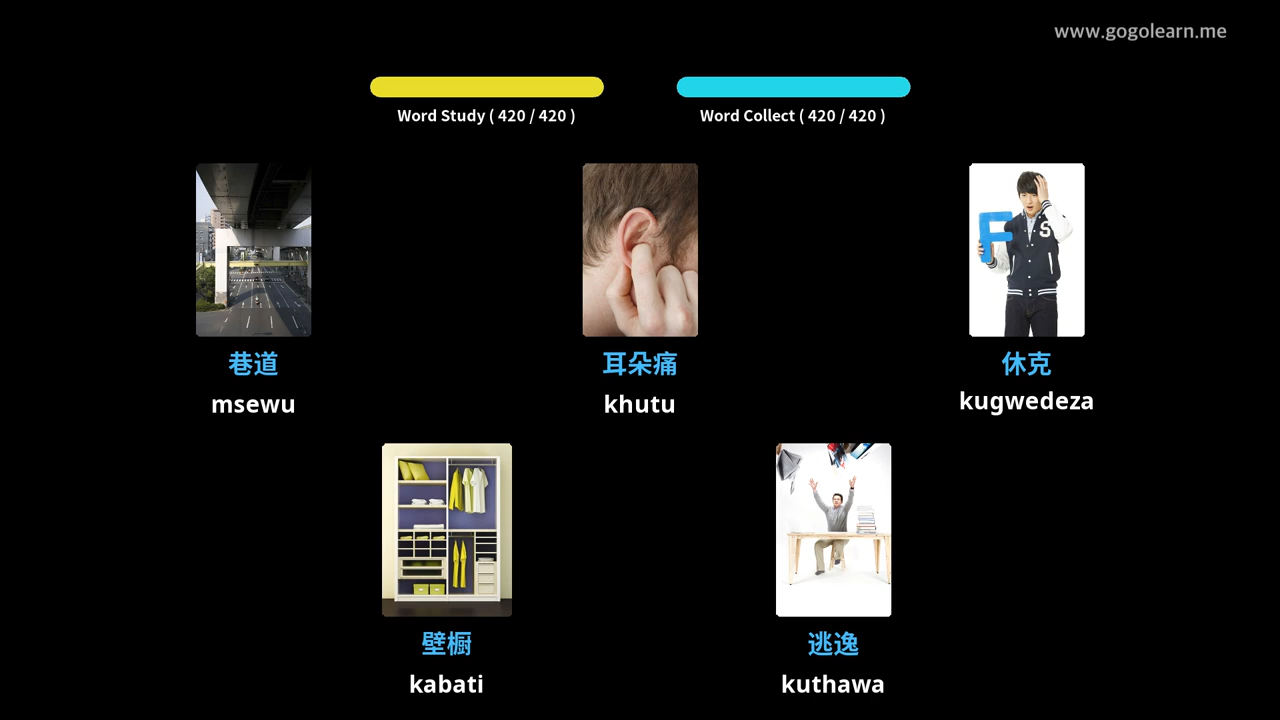 www.gogolearn.me
Word Study ( 420 / 420 )
Word Collect ( 420 / 420 )
巷道
msewu
耳朵痛
khutu
休克
kugwedeza
壁橱
kabati
逃逸
kuthawa
F
S